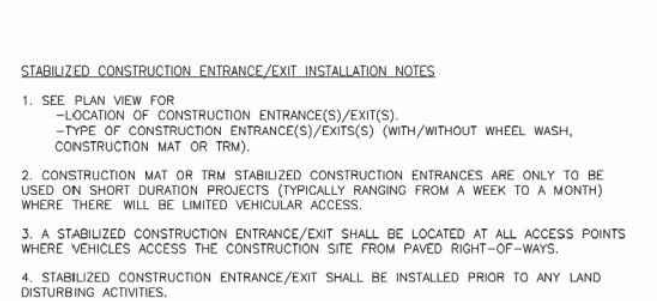 STABILIZED CONSTRUCTION ENTRANCE/EXIT INSTALLATION NOTES
1. SEE PLAN VIEW FOR
-LOCATION OF CONSTRUCTION ENTRANCE(S)/EXIT(S).
-TYPE OF CONSTRUCTION ENTRANCE(S)/EXITS(S) (WITH/WITHOUT WHEEL WASH,
CONSTRUCTION MAT OR TRM).
2. CONSTRUCTION MAT OR TRM STABILIZED CONSTRUCTION ENTRANCES ARE ONLY TO BE
USED ON SHORT DURATION PROJECTS (TYPICALLY RANGING FROM A WEEK TO A MONTH)
WHERE THERE WILL BE LIMITED VEHICULAR ACCESS.
3. A STABILIZED CONSTRUCTION ENTRANCE/EXIT SHALL BE LOCATED AT ALL ACCESS POINTS
WHERE VEHICLES ACCESS THE CONSTRUCTION SITE FROM PAVED RIGHT-OF-WAYS.
4. STABILIZED CONSTRUCTION ENTRANCE/EXIT SHALL BE INSTALLED PRIOR TO ANY LAND
DISTURBING ACTIVITIES.